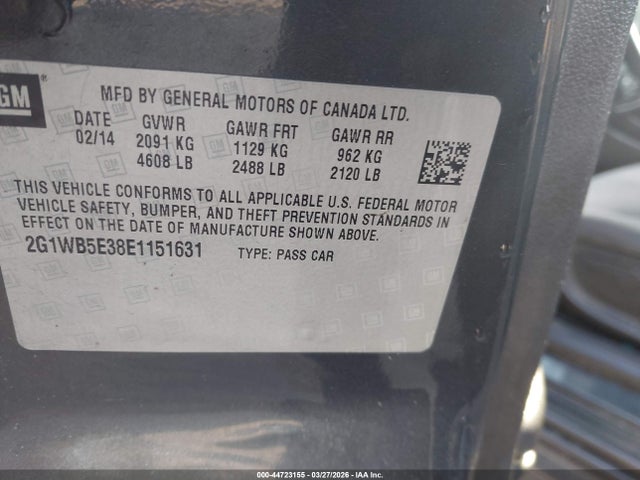 GM
MFD BY GENERAL MOTORS OF CANADA LTD.
DATE GVWR GAWR FRT GAWR RR
02/14 2091 KG 1129 KG 962 KG
4608 LB 2488 LB 2120 LB
THIS VEHICLE CONFORMS TO ALL APPLICABLE U.S. FEDERAL MOTOR
VEHICLE SAFETY, BUMPER, AND THEFT PREVENTION STANDARDS IN
EFFECT ON THE DATE OF MANUFACTURE SHOWN ABOVE.
2G1WB5E38E1151631 TYPE: PASS CAR
000-44723155 | 03/27/2026 | IAA Inc.